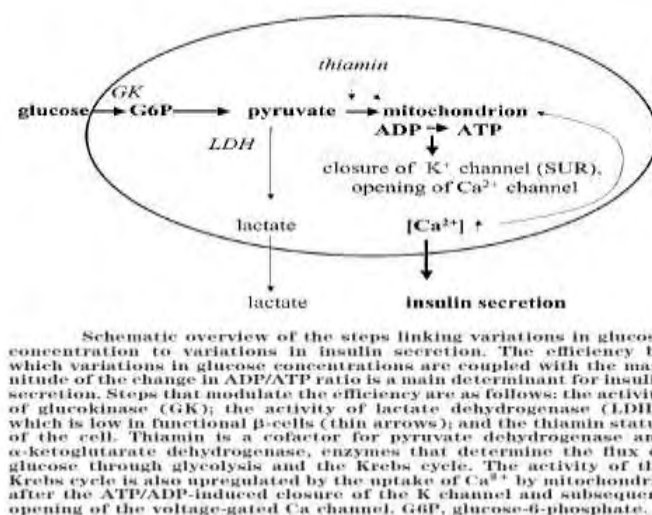 thiamin
GK
glucose G6P pyruvate mitochondrion
ADP ATP
LDH
closure of K⁺ channel (SUR),
opening of Ca²⁺ channel
lactate [Ca²⁺] ↑
lactate insulin secretion
Schematic overview of the steps linking variations in glucos
concentration to variations in insulin secretion. The efficiency b
which variations in glucose concentrations are coupled with the mag
nitude of the change in ADP/ATP ratio is a main determinant for insuli
secretion. Steps that modulate the efficiency are as follows: the activit
of glucokinase (GK); the activity of lactate dehydrogenase (LDH
which is low in functional β-cells (thin arrows); and the thiamin statu
of the cell. Thiamin is a cofactor for pyruvate dehydrogenase an
α-ketoglutarate dehydrogenase, enzymes that determine the flux o
glucose through glycolysis and the Krebs cycle. The activity of th
Krebs cycle is also upregulated by the uptake of Ca²⁺ by mitochondri
after the ATP/ADP-induced closure of the K channel and subsequen
opening of the voltage-gated Ca channel. G6P, glucose-6-phosphate.